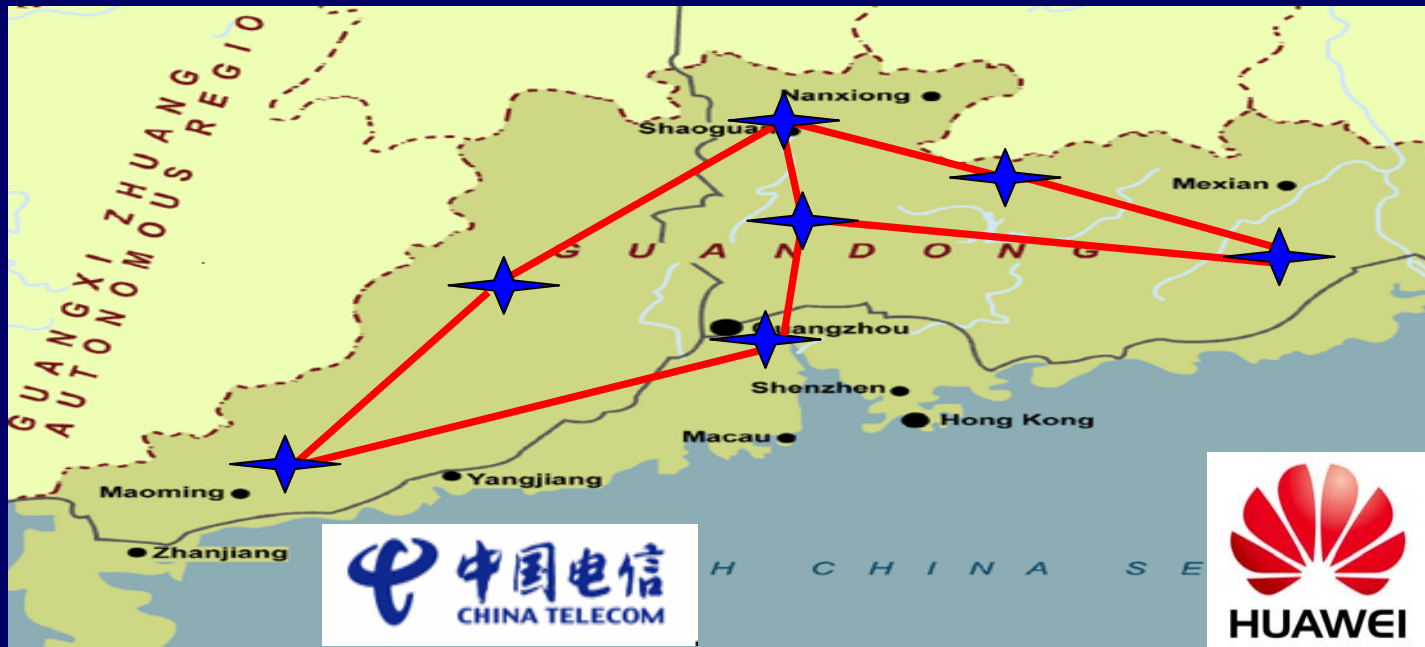 GUANGXI ZHUANG
AUTONOMOUS REGIO
Nanxiong
Shaoguan
Mexian
GUANDONG
Guangzhou
Shenzhen
Hong Kong
Macau
Yangjiang
Maoming
Zhanjiang
中国电信
CHINA TELECOM
H CHINA SE
HUAWEI